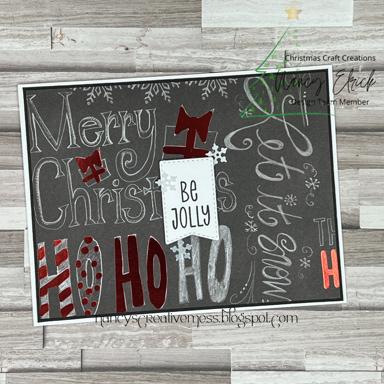 Christmas Craft Creations
Nancy Elrick
Design Team Member
Merry
Christmas
Let it snow
BE
JOLLY
HO HO HO
TH
H
nancyscreativemess.blogspot.com